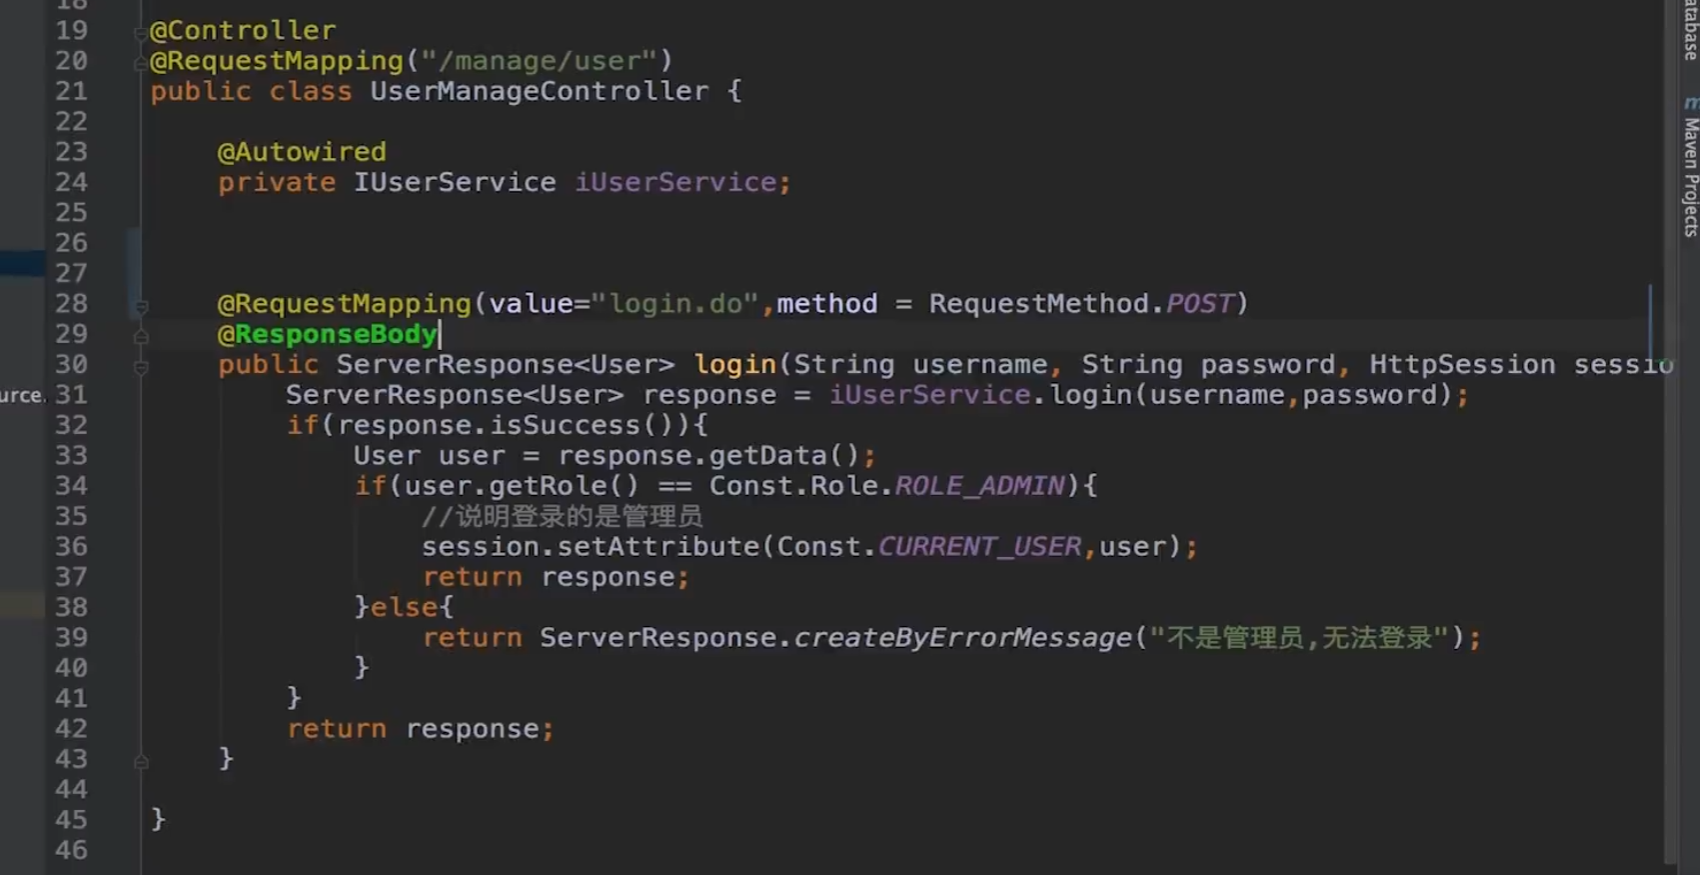 18
19 @Controller
20 @RequestMapping("/manage/user")
21 public class UserManageController {
22
23 @Autowired
24 private IUserService iUserService;
25
26
27
28 @RequestMapping(value="login.do",method = RequestMethod.POST)
29 @ResponseBody
30 public ServerResponse<User> login(String username, String password, HttpSession sessio
31 ServerResponse<User> response = iUserService.login(username,password);
32 if(response.isSuccess()){
33 User user = response.getData();
34 if(user.getRole() == Const.Role.ROLE_ADMIN){
35 //说明登录的是管理员
36 session.setAttribute(Const.CURRENT_USER,user);
37 return response;
38 }else{
39 return ServerResponse.createByErrorMessage("不是管理员,无法登录");
40 }
41 }
42 return response;
43 }
44
45 }
46
urce.
atabase
m Maven Projects